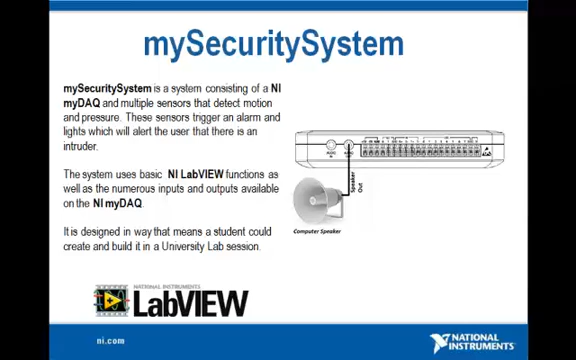 mySecuritySystem
mySecuritySystem is a system consisting of a NI
myDAQ and multiple sensors that detect motion
and pressure. These sensors trigger an alarm and
lights which will alert the user that there is an
intruder.
The system uses basic NI LabVIEW functions as
well as the numerous inputs and outputs available
on the NI myDAQ.
It is designed in way that means a student could
create and build it in a University Lab session.
AUDIO
IN
AUDIO
Speaker
Out
Computer Speaker
NATIONAL INSTRUMENTS
LabVIEW
ni.com
NATIONAL
INSTRUMENTS